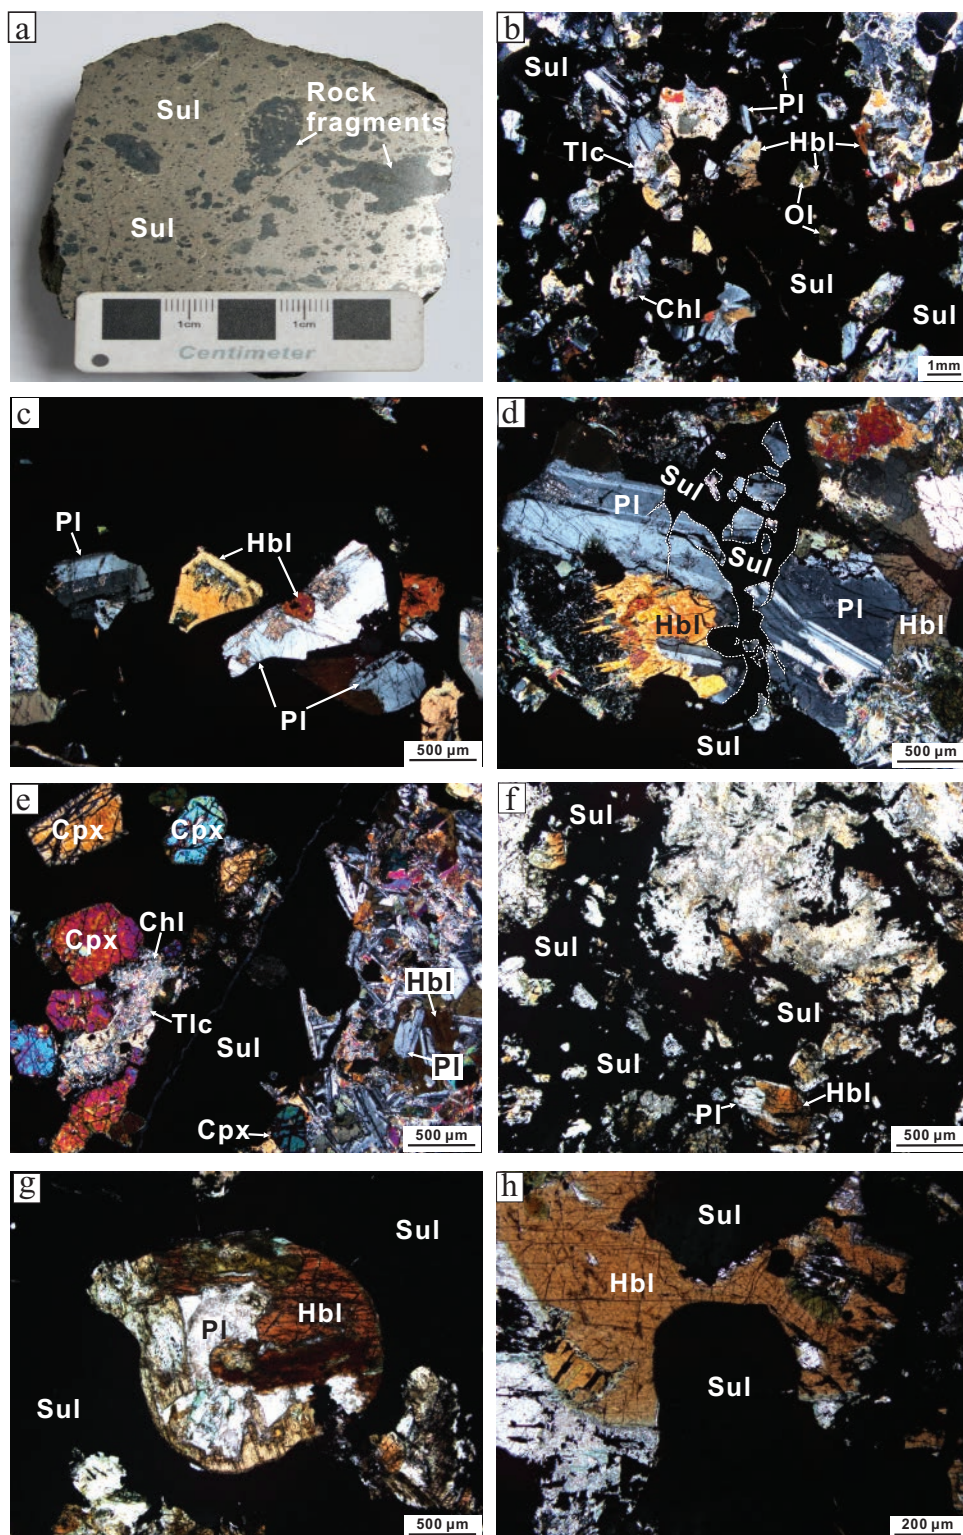 a
Sul
Rock
fragments
Sul
1cm
1cm
Centimeter
b
Sul
Pl
Hbl
Tlc
Ol
Sul
Chl
Sul
1mm
c
Pl
Hbl
Pl
500 µm
d
Sul
Pl
Sul
Pl
Hbl
Hbl
Sul
500 µm
e
Cpx
Cpx
Chl
Cpx
Hbl
Tlc
Sul
Pl
Cpx
500 µm
f
Sul
Sul
Sul
Sul
Pl
Hbl
500 µm
g
Sul
Hbl
Pl
Sul
500 µm
h
Sul
Hbl
Sul
200 µm